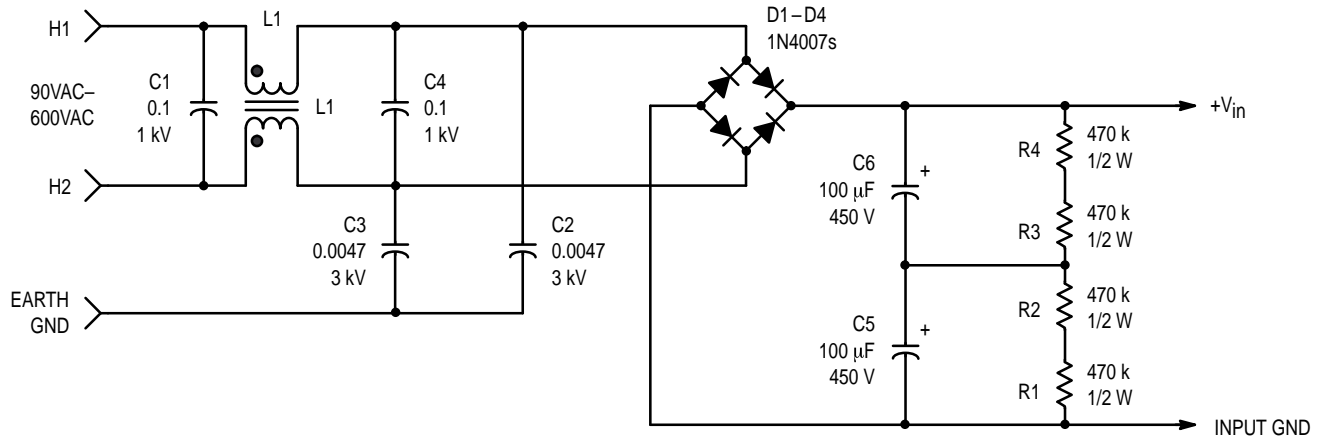 H1
L1
D1–D4
1N4007s
90VAC–
600VAC
C1
0.1
1 kV
L1
C4
0.1
1 kV
+Vin
H2
C6
+
100 μF
450 V
R4
470 k
1/2 W
R3
470 k
1/2 W
C3
0.0047
3 kV
C2
0.0047
3 kV
EARTH
GND
C5
+
100 μF
450 V
R2
470 k
1/2 W
R1
470 k
1/2 W
INPUT GND